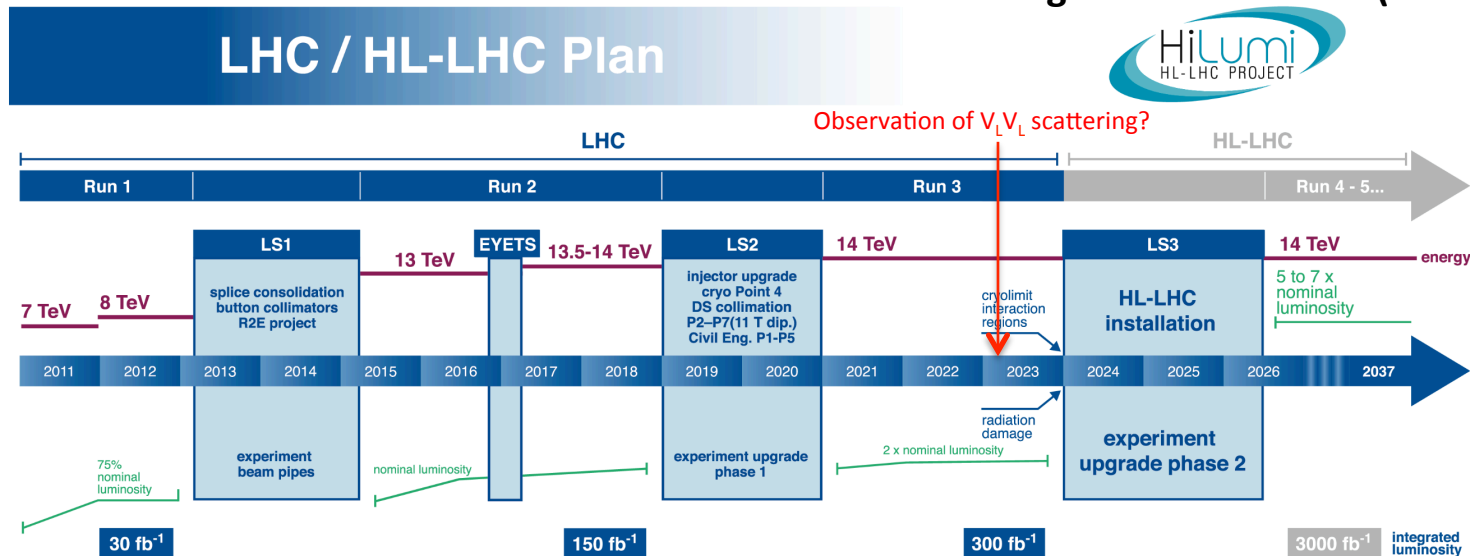 LHC / HL-LHC Plan
HiLumi
HL-LHC PROJECT
Observation of VLVL scattering?
LHC
HL-LHC
Run 1
Run 2
Run 3
Run 4 - 5...
LS1
EYETS
LS2
14 TeV
LS3
14 TeV
energy
13 TeV
13.5-14 TeV
splice consolidation
button collimators
R2E project
injector upgrade
cryo Point 4
DS collimation
P2–P7(11 T dip.)
Civil Eng. P1-P5
cryolimit
interaction
regions
HL-LHC
installation
5 to 7 x
nominal
luminosity
7 TeV
8 TeV
2011
2012
2013
2014
2015
2016
2017
2018
2019
2020
2021
2022
2023
2024
2025
2026
2037
75%
nominal
luminosity
experiment
beam pipes
nominal luminosity
experiment upgrade
phase 1
2 x nominal luminosity
radiation
damage
experiment
upgrade phase 2
30 fb-1
150 fb-1
300 fb-1
3000 fb-1
integrated
luminosity